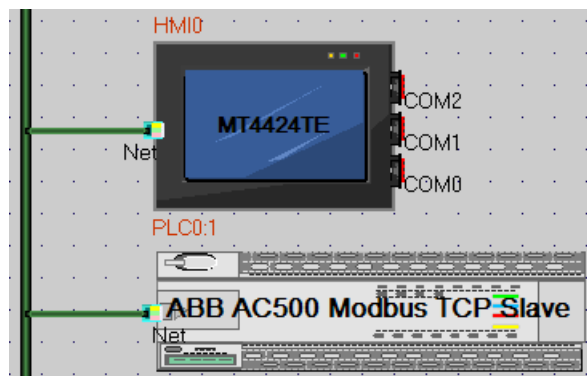 HMI0
MT4424TE
COM2
COM1
COM0
Net
PLC0:1
ABB AC500 Modbus TCP Slave
Net